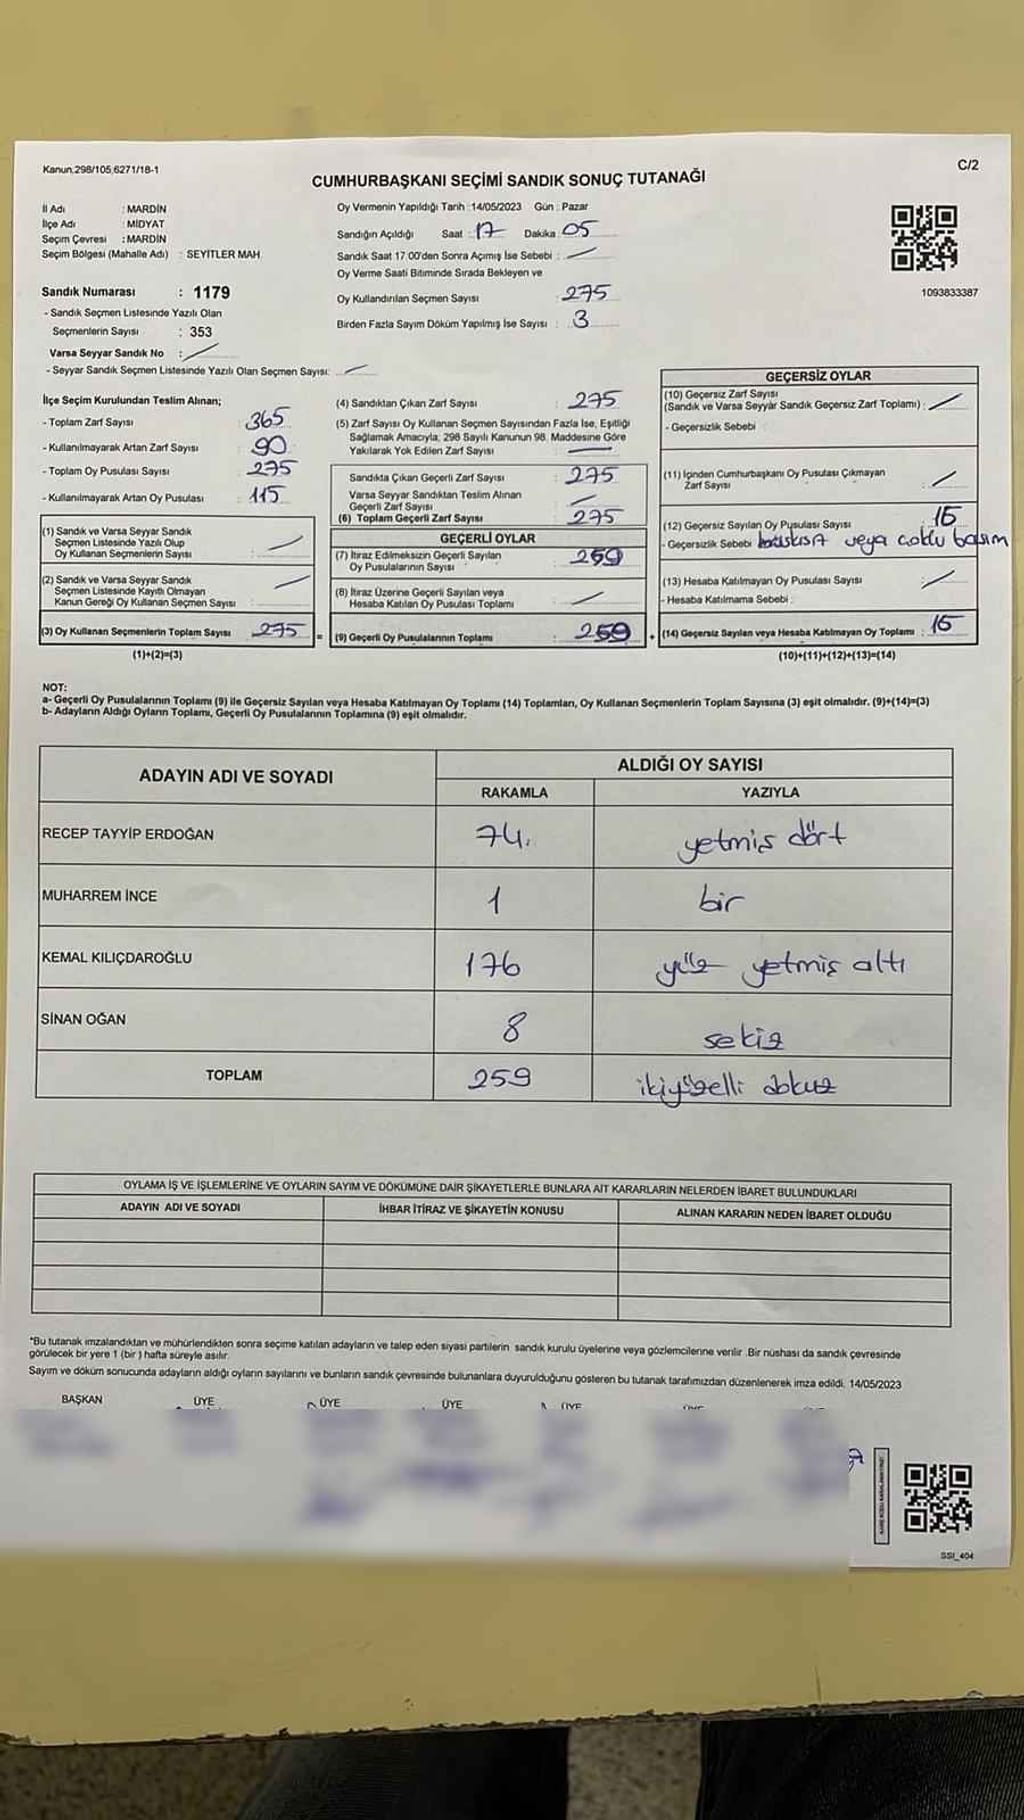 Kanun,298/105,6271/18-1
C/2
CUMHURBAŞKANI SEÇİMİ SANDIK SONUÇ TUTANAĞI
İl Adı : MARDİN
İlçe Adı : MİDYAT
Seçim Çevresi : MARDİN
Seçim Bölgesi (Mahalle Adı) : SEYİTLER MAH.
Oy Vermenin Yapıldığı Tarih :14/05/2023 Gün : Pazar
Sandığın Açıldığı Saat : 17 Dakika : 05
Sandık Saat 17:00'den Sonra Açımış İse Sebebi :
Oy Verme Saati Bitiminde Sırada Bekleyen ve
Oy Kullandırılan Seçmen Sayısı : 275
Birden Fazla Sayım Döküm Yapılmış İse Sayısı : 3
1093833387
Sandık Numarası : 1179
- Sandık Seçmen Listesinde Yazılı Olan
Seçmenlerin Sayısı : 353
Varsa Seyyar Sandık No :
- Seyyar Sandık Seçmen Listesinde Yazılı Olan Seçmen Sayısı:
İlçe Seçim Kurulundan Teslim Alınan;
- Toplam Zarf Sayısı : 365
- Kullanılmayarak Artan Zarf Sayısı : 90
- Toplam Oy Pusulası Sayısı : 275
- Kullanılmayarak Artan Oy Pusulası : 115
(1) Sandık ve Varsa Seyyar Sandık
Seçmen Listesinde Yazılı Olup
Oy Kullanan Seçmenlerin Sayısı :
(2) Sandık ve Varsa Seyyar Sandık
Seçmen Listesinde Kayıtlı Olmayan
Kanun Gereği Oy Kullanan Seçmen Sayısı :
(3) Oy Kullanan Seçmenlerin Toplam Sayısı : 275
(1)+(2)=(3)
(4) Sandıktan Çıkan Zarf Sayısı : 275
(5) Zarf Sayısı Oy Kullanan Seçmen Sayısından Fazla İse, Eşitliği
Sağlamak Amacıyla; 298 Sayılı Kanunun 98. Maddesine Göre
Yakılarak Yok Edilen Zarf Sayısı
Sandıkta Çıkan Geçerli Zarf Sayısı : 275
Varsa Seyyar Sandıktan Teslim Alınan
Geçerli Zarf Sayısı
(6) Toplam Geçerli Zarf Sayısı : 275
GEÇERLİ OYLAR
(7) İtiraz Edilmeksizin Geçerli Sayılan
Oy Pusulalarının Sayısı : 259
(8) İtiraz Üzerine Geçerli Sayılan veya
Hesaba Katılan Oy Pusulası Toplamı
= (9) Geçerli Oy Pusulalarının Toplamı : 259 +
GEÇERSİZ OYLAR
(10) Geçersiz Zarf Sayısı
(Sandık ve Varsa Seyyar Sandık Geçersiz Zarf Toplamı) :
- Geçersizlik Sebebi :
(11) İçinden Cumhurbaşkanı Oy Pusulası Çıkmayan
Zarf Sayısı
(12) Geçersiz Sayılan Oy Pusulası Sayısı : 16
- Geçersizlik Sebebi veya çoklu basım
(13) Hesaba Katılmayan Oy Pusulası Sayısı :
- Hesaba Katılmama Sebebi :
(14) Geçersiz Sayılan veya Hesaba Katılmayan Oy Toplamı : 16
(10)+(11)+(12)+(13)=(14)
NOT:
a- Geçerli Oy Pusulalarının Toplamı (9) ile Geçersiz Sayılan veya Hesaba Katılmayan Oy Toplamı (14) Toplamları, Oy Kullanan Seçmenlerin Toplam Sayısına (3) eşit olmalıdır. (9)+(14)=(3)
b- Adayların Aldığı Oyların Toplamı, Geçerli Oy Pusulalarının Toplamına (9) eşit olmalıdır.
ADAYIN ADI VE SOYADI
ALDIĞI OY SAYISI
RAKAMLA YAZIYLA
RECEP TAYYİP ERDOĞAN 74. yetmiş dört
MUHARREM İNCE 1 bir
KEMAL KILIÇDAROĞLU 176 yüz yetmiş altı
SİNAN OĞAN 8 sekiz
TOPLAM 259 ikiyüzelli dokuz
OYLAMA İŞ VE İŞLEMLERİNE VE OYLARIN SAYIM VE DÖKÜMÜNE DAİR ŞİKAYETLERLE BUNLARA AİT KARARLARIN NELERDEN İBARET BULUNDUKLARI
ADAYIN ADI VE SOYADI İHBAR İTİRAZ VE ŞİKAYETİN KONUSU ALINAN KARARIN NEDEN İBARET OLDUĞU
*Bu tutanak imzalandıktan ve mühürlendikten sonra seçime katılan adayların ve talep eden siyasi partilerin sandık kurulu üyelerine veya gözlemcilerine verilir. Bir nüshası da sandık çevresinde
görülecek bir yere 1 (bir ) hafta süreyle asılır.
Sayım ve döküm sonucunda adayların aldığı oyların sayılarını ve bunların sandık çevresinde bulunanlara duyurulduğunu gösteren bu tutanak tarafımızdan düzenlenerek imza edildi. 14/05/2023
BAŞKAN ÜYE ÜYE ÜYE ÜYE
SSI_404